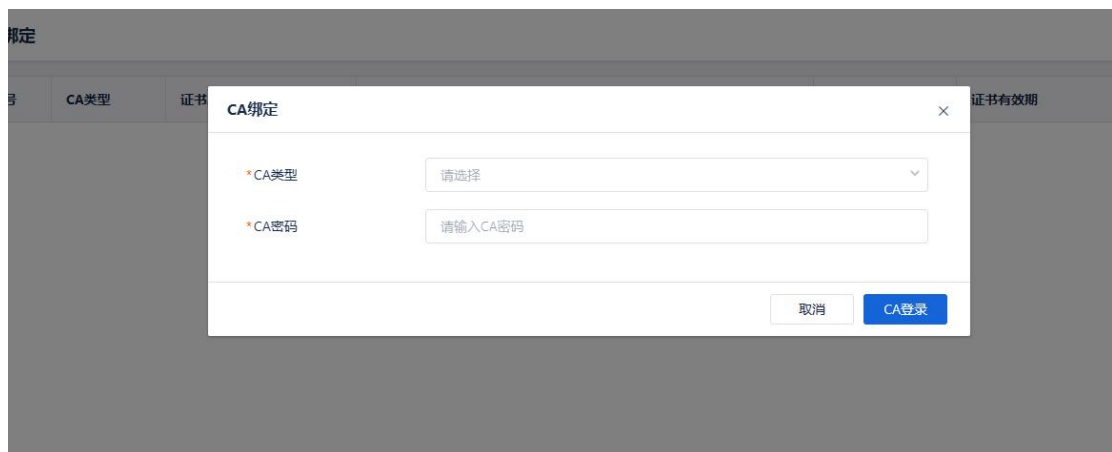 绑定
号 CA类型 证书 证书有效期
CA绑定
*CA类型 请选择
*CA密码 请输入CA密码
取消 CA登录